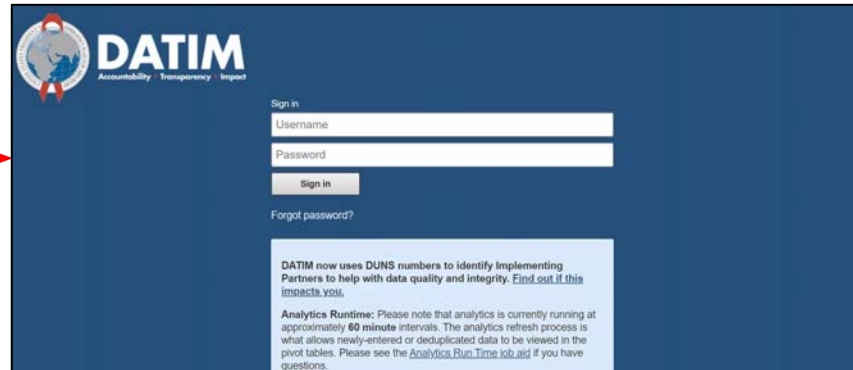 DATIM
Accountability • Transparency • Impact
Sign in
Username
Password
Sign in
Forgot password?
DATIM now uses DUNS numbers to identify Implementing
Partners to help with data quality and integrity. Find out if this
impacts you.
Analytics Runtime: Please note that analytics is currently running at
approximately 60 minute intervals. The analytics refresh process is
what allows newly-entered or deduplicated data to be viewed in the
pivot tables. Please see the Analytics Run Time job aid if you have
questions.